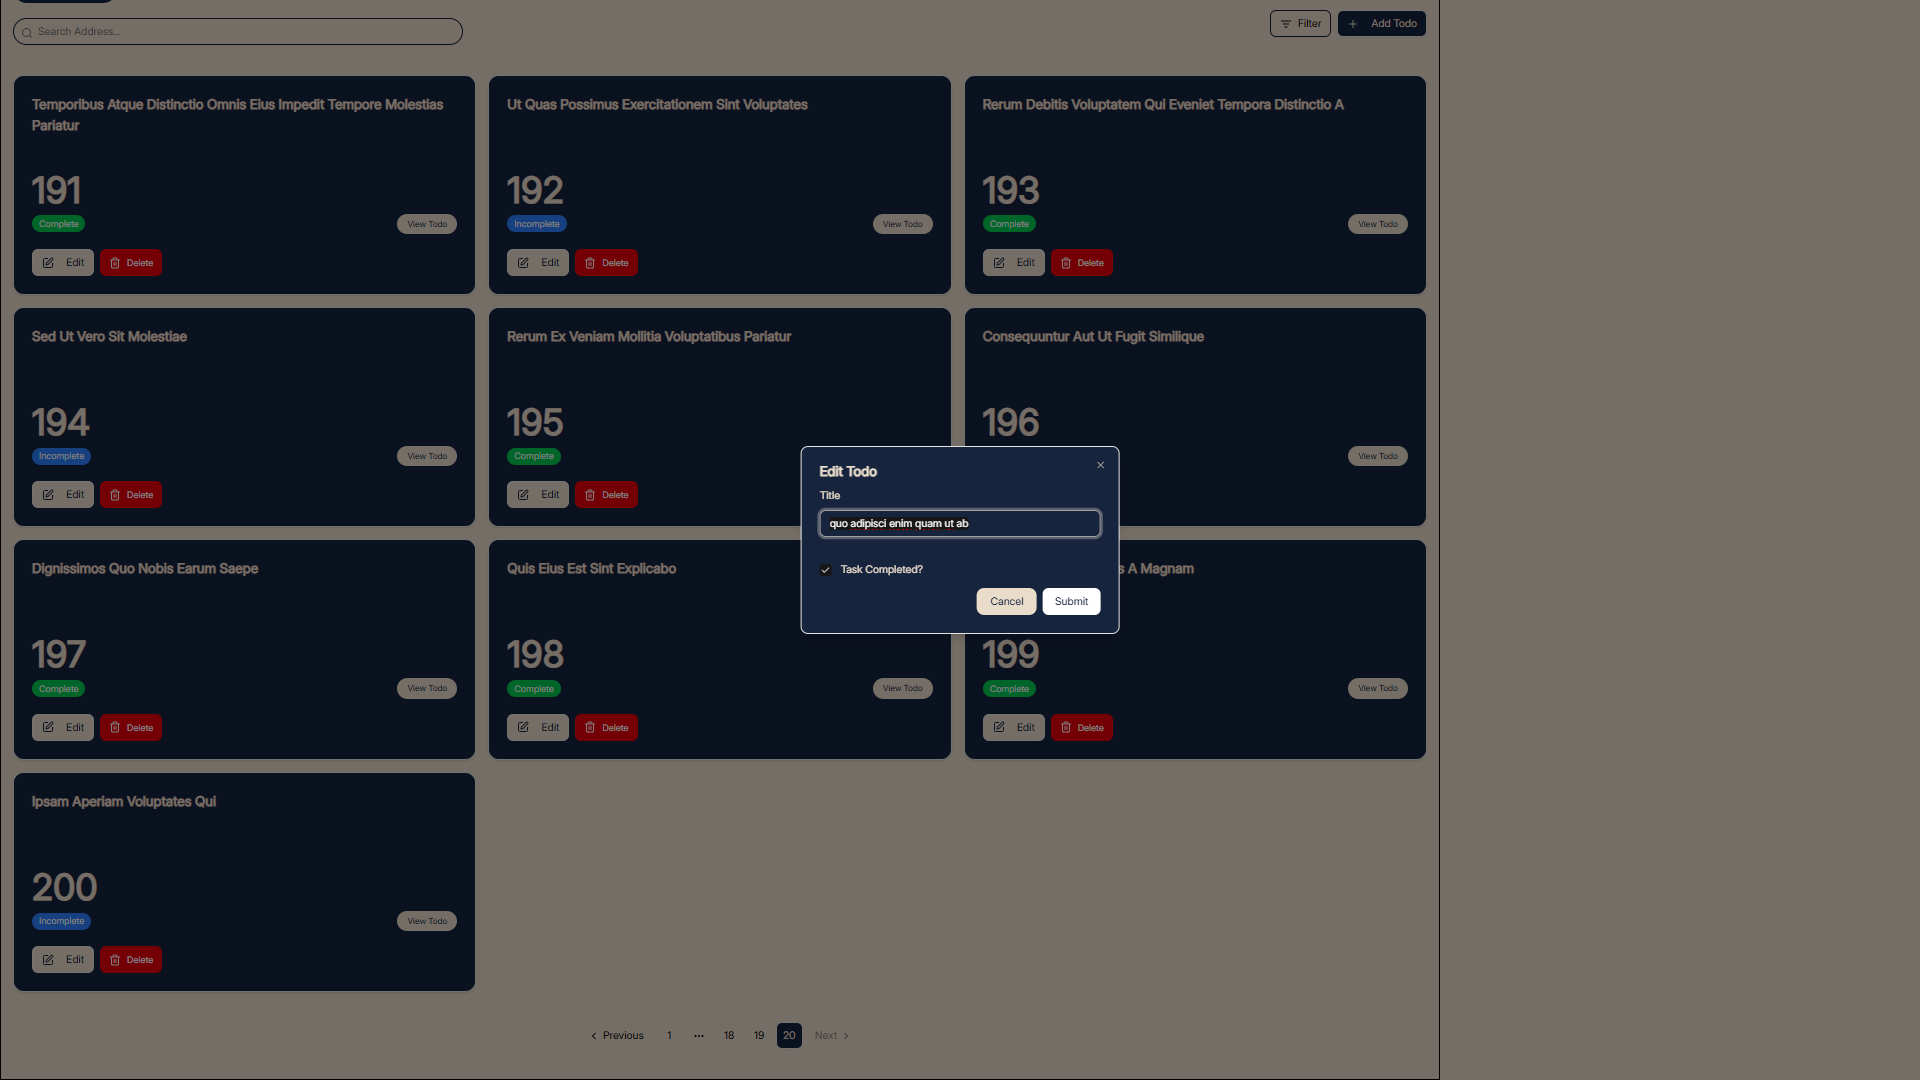 Search Address...
Filter
Add Todo
Temporibus Atque Distinctio Omnis Eius Impedit Tempore Molestias
Pariatur
191
Complete
View Todo
Edit
Delete
Ut Quas Possimus Exercitationem Sint Voluptates
192
Incomplete
View Todo
Edit
Delete
Rerum Debitis Voluptatem Qui Eveniet Tempora Distinctio A
193
Complete
View Todo
Edit
Delete
Sed Ut Vero Sit Molestiae
194
Incomplete
View Todo
Edit
Delete
Rerum Ex Veniam Mollitia Voluptatibus Pariatur
195
Complete
Edit
Delete
Consequuntur Aut Ut Fugit Similique
196
View Todo
Edit Todo
Title
quo adipisci enim quam ut ab
Task Completed?
Cancel
Submit
Dignissimos Quo Nobis Earum Saepe
197
Complete
View Todo
Edit
Delete
Quis Eius Est Sint Explicabo
198
Complete
View Todo
Edit
Delete
A Magnam
199
Complete
View Todo
Edit
Delete
Ipsam Aperiam Voluptates Qui
200
Incomplete
View Todo
Edit
Delete
Previous 1 ••• 18 19 20 Next